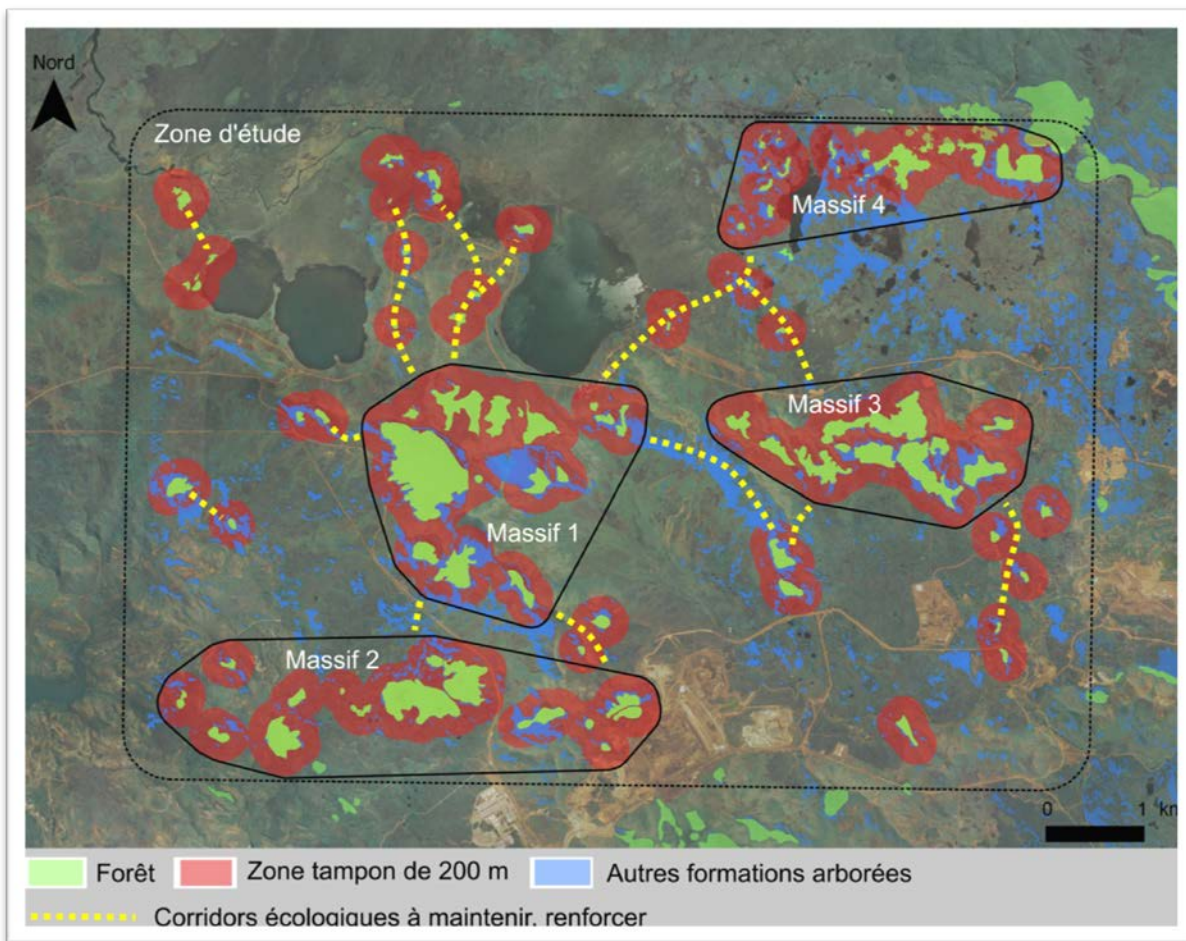 Nord
Zone d'étude
Massif 4
Massif 3
Massif 1
Massif 2
0 1 km
Forêt Zone tampon de 200 m Autres formations arborées
Corridors écologiques à maintenir, renforcer